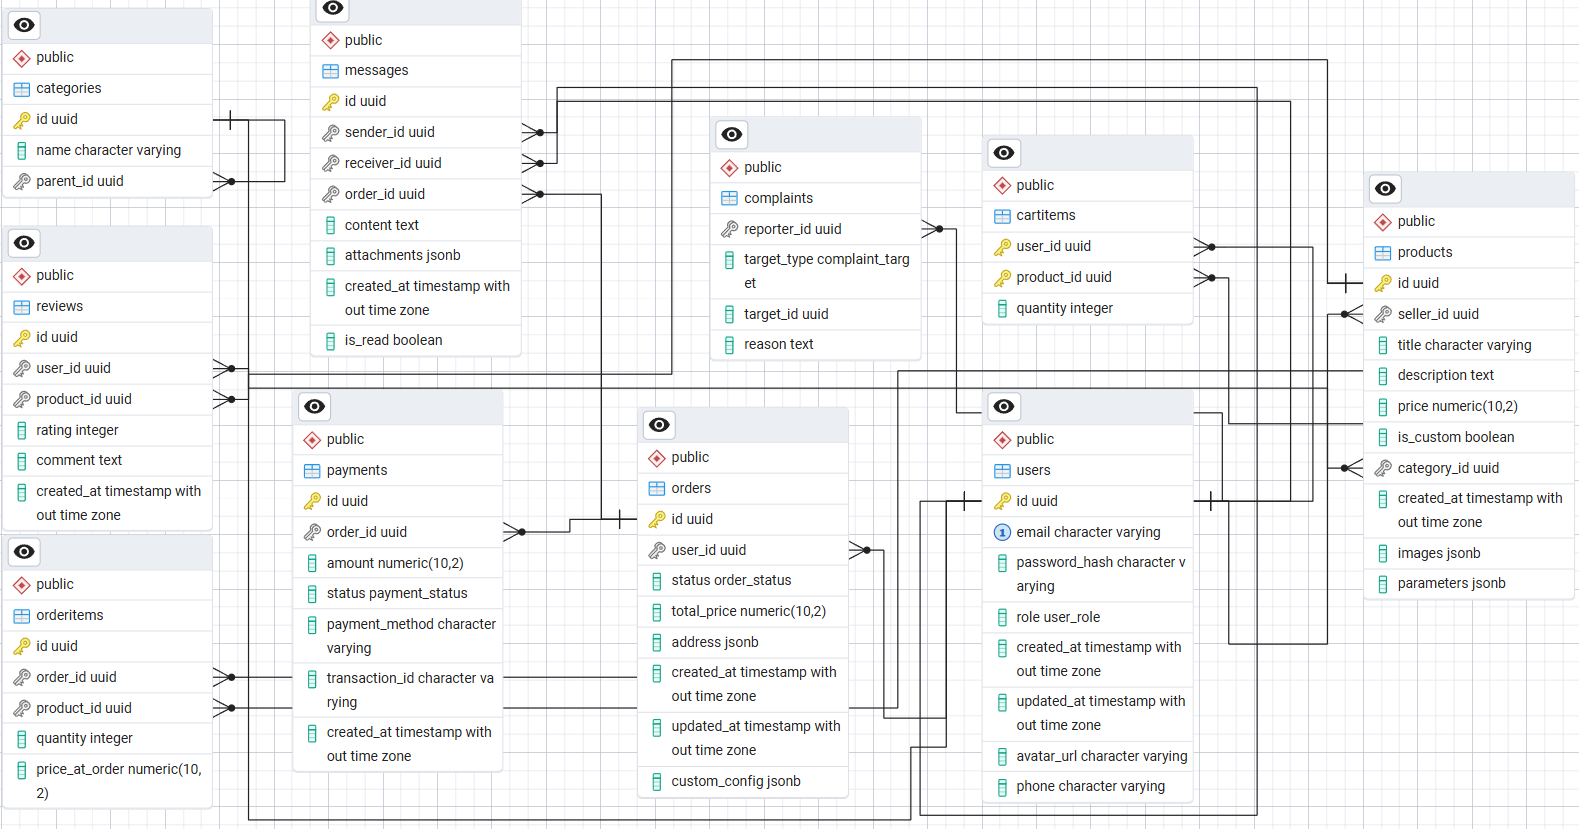 public
categories
id uuid
name character varying
parent_id uuid
public
reviews
id uuid
user_id uuid
product_id uuid
rating integer
comment text
created_at timestamp with
out time zone
public
orderitems
id uuid
order_id uuid
product_id uuid
quantity integer
price_at_order numeric(10,
2)
public
messages
id uuid
sender_id uuid
receiver_id uuid
order_id uuid
content text
attachments jsonb
created_at timestamp with
out time zone
is_read boolean
public
payments
id uuid
order_id uuid
amount numeric(10,2)
status payment_status
payment_method character
varying
transaction_id character va
rying
created_at timestamp with
out time zone
public
complaints
reporter_id uuid
target_type complaint_targ
et
target_id uuid
reason text
public
orders
id uuid
user_id uuid
status order_status
total_price numeric(10,2)
address jsonb
created_at timestamp with
out time zone
updated_at timestamp with
out time zone
custom_config jsonb
public
cartitems
user_id uuid
product_id uuid
quantity integer
public
users
id uuid
1 email character varying
password_hash character v
arying
role user_role
created_at timestamp with
out time zone
updated_at timestamp with
out time zone
avatar_url character varying
phone character varying
public
products
id uuid
seller_id uuid
title character varying
description text
price numeric(10,2)
is_custom boolean
category_id uuid
created_at timestamp with
out time zone
images jsonb
parameters jsonb